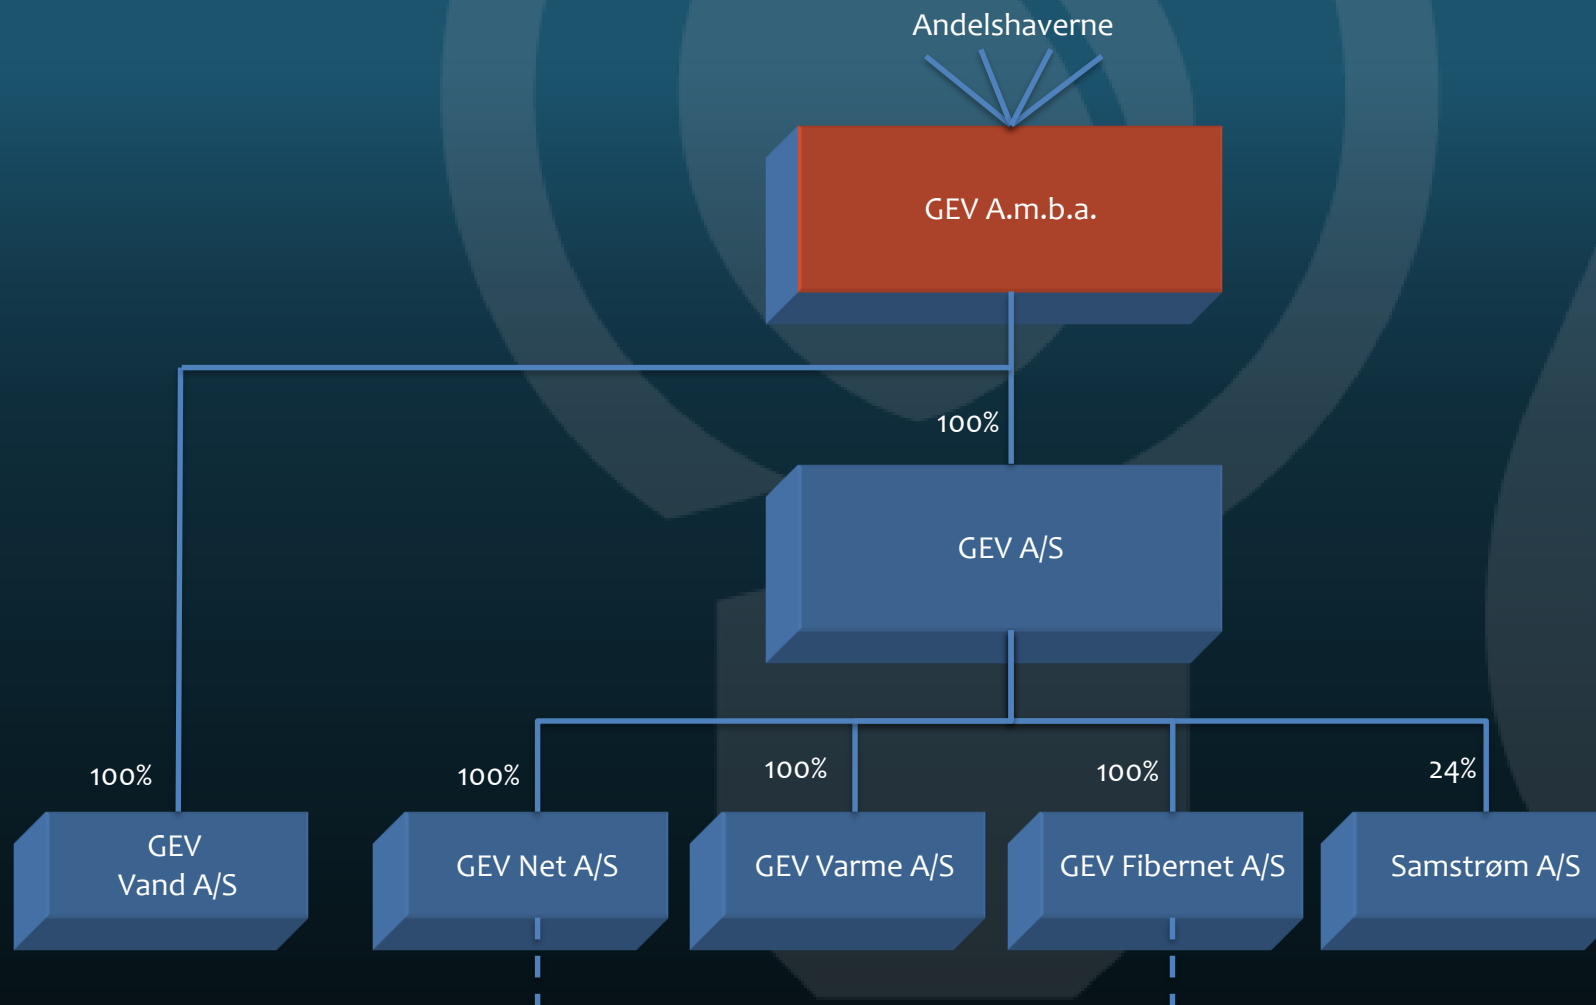 Andelshaverne
GEV A.m.b.a.
100%
GEV A/S
100%
100%
100%
100%
24%
GEV
Vand A/S
GEV Net A/S
GEV Varme A/S
GEV Fibernet A/S
Samstrøm A/S